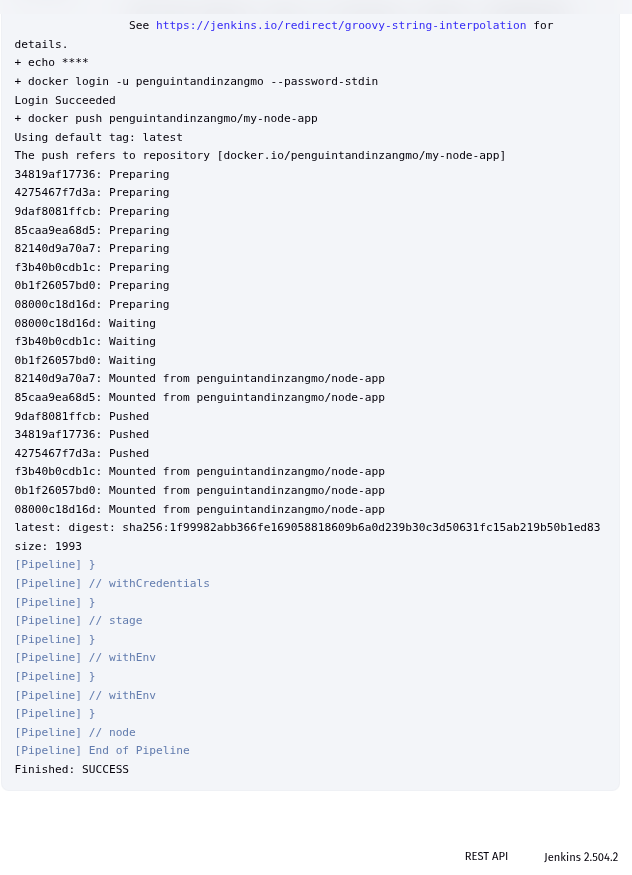 See https://jenkins.io/redirect/groovy-string-interpolation for
details.
+ echo ****
+ docker login -u penguintandinzangmo --password-stdin
Login Succeeded
+ docker push penguintandinzangmo/my-node-app
Using default tag: latest
The push refers to repository [docker.io/penguintandinzangmo/my-node-app]
34819af17736: Preparing
4275467f7d3a: Preparing
9daf8081ffcb: Preparing
85caa9ea68d5: Preparing
82140d9a70a7: Preparing
f3b40b0cdb1c: Preparing
0b1f26057bd0: Preparing
08000c18d16d: Preparing
08000c18d16d: Waiting
f3b40b0cdb1c: Waiting
0b1f26057bd0: Waiting
82140d9a70a7: Mounted from penguintandinzangmo/node-app
85caa9ea68d5: Mounted from penguintandinzangmo/node-app
9daf8081ffcb: Pushed
34819af17736: Pushed
4275467f7d3a: Pushed
f3b40b0cdb1c: Mounted from penguintandinzangmo/node-app
0b1f26057bd0: Mounted from penguintandinzangmo/node-app
08000c18d16d: Mounted from penguintandinzangmo/node-app
latest: digest: sha256:1f99982abb366fe169058818609b6a0d239b30c3d50631fc15ab219b50b1ed83
size: 1993
[Pipeline] }
[Pipeline] // withCredentials
[Pipeline] }
[Pipeline] // stage
[Pipeline] }
[Pipeline] // withEnv
[Pipeline] }
[Pipeline] // withEnv
[Pipeline] }
[Pipeline] // node
[Pipeline] End of Pipeline
Finished: SUCCESS
REST API Jenkins 2.504.2